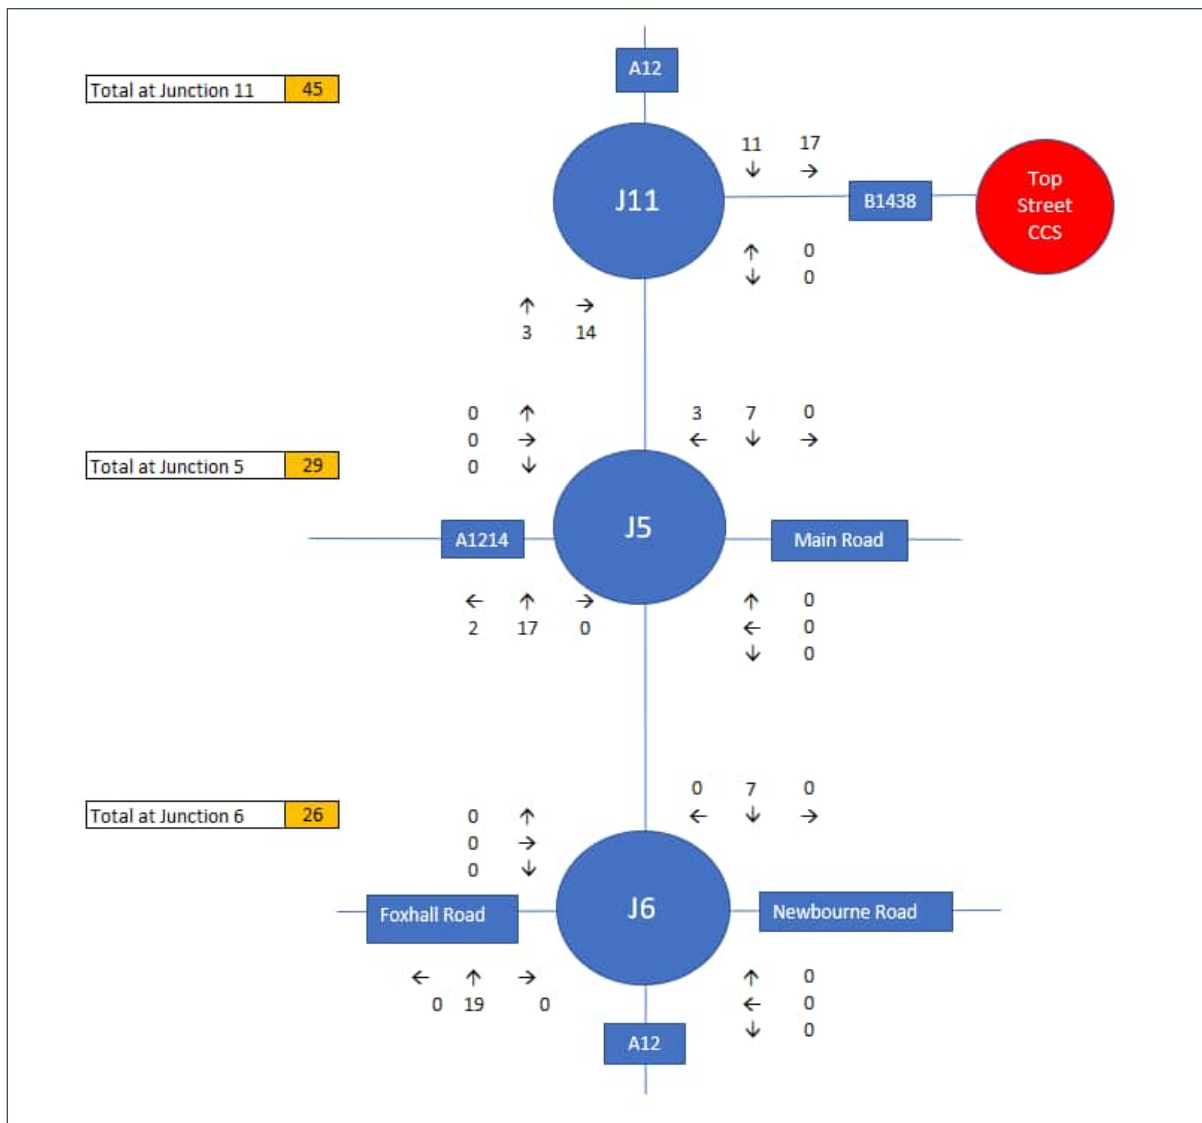 A12
Total at Junction 11 45
11 17
↓ →
J11
B1438
Top
Street
CCS
↑ 0
↓ 0
↑ →
3 14
0 ↑
0 →
0 ↓
3 7 0
← ↓ →
Total at Junction 5 29
A1214
J5
Main Road
← ↑ →
2 17 0
↑ 0
← 0
↓ 0
0 7 0
← ↓ →
Total at Junction 6 26
0 ↑
0 →
0 ↓
Foxhall Road
J6
Newbourne Road
← ↑ →
0 19 0
↑ 0
← 0
↓ 0
A12